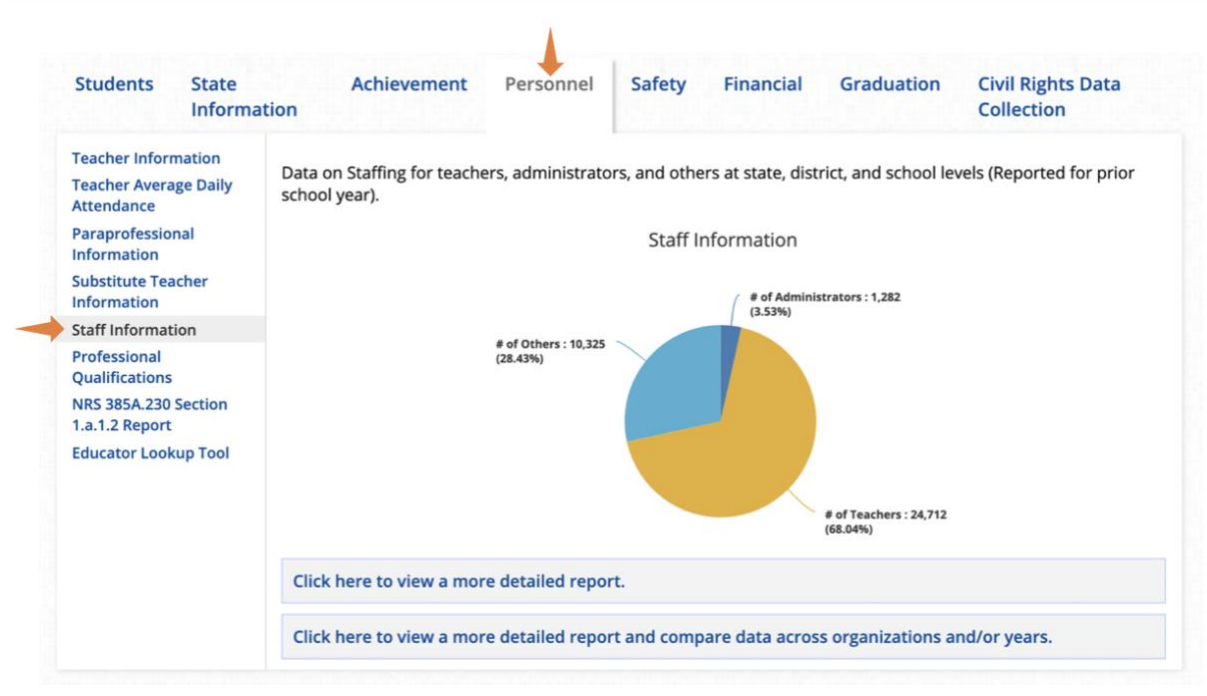 Students
State
Information
Achievement
Personnel
Safety
Financial
Graduation
Civil Rights Data
Collection
Teacher Information
Teacher Average Daily
Attendance
Paraprofessional
Information
Substitute Teacher
Information
Staff Information
Professional
Qualifications
NRS 385A.230 Section
1.a.1.2 Report
Educator Lookup Tool
Data on Staffing for teachers, administrators, and others at state, district, and school levels (Reported for prior
school year).
Staff Information
# of Administrators : 1,282
(3.53%)
# of Others : 10,325
(28.43%)
# of Teachers : 24,712
(68.04%)
Click here to view a more detailed report.
Click here to view a more detailed report and compare data across organizations and/or years.